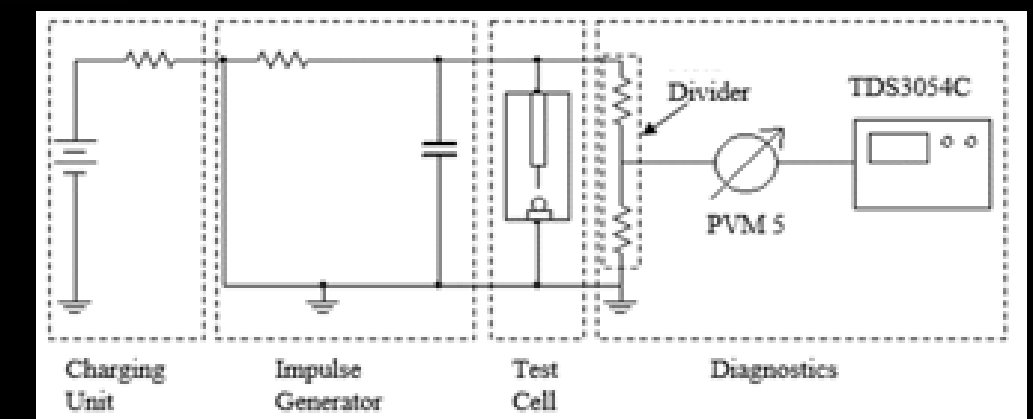 Divider
TDS3054C
PVM 5
Charging
Unit
Impulse
Generator
Test
Cell
Diagnostics